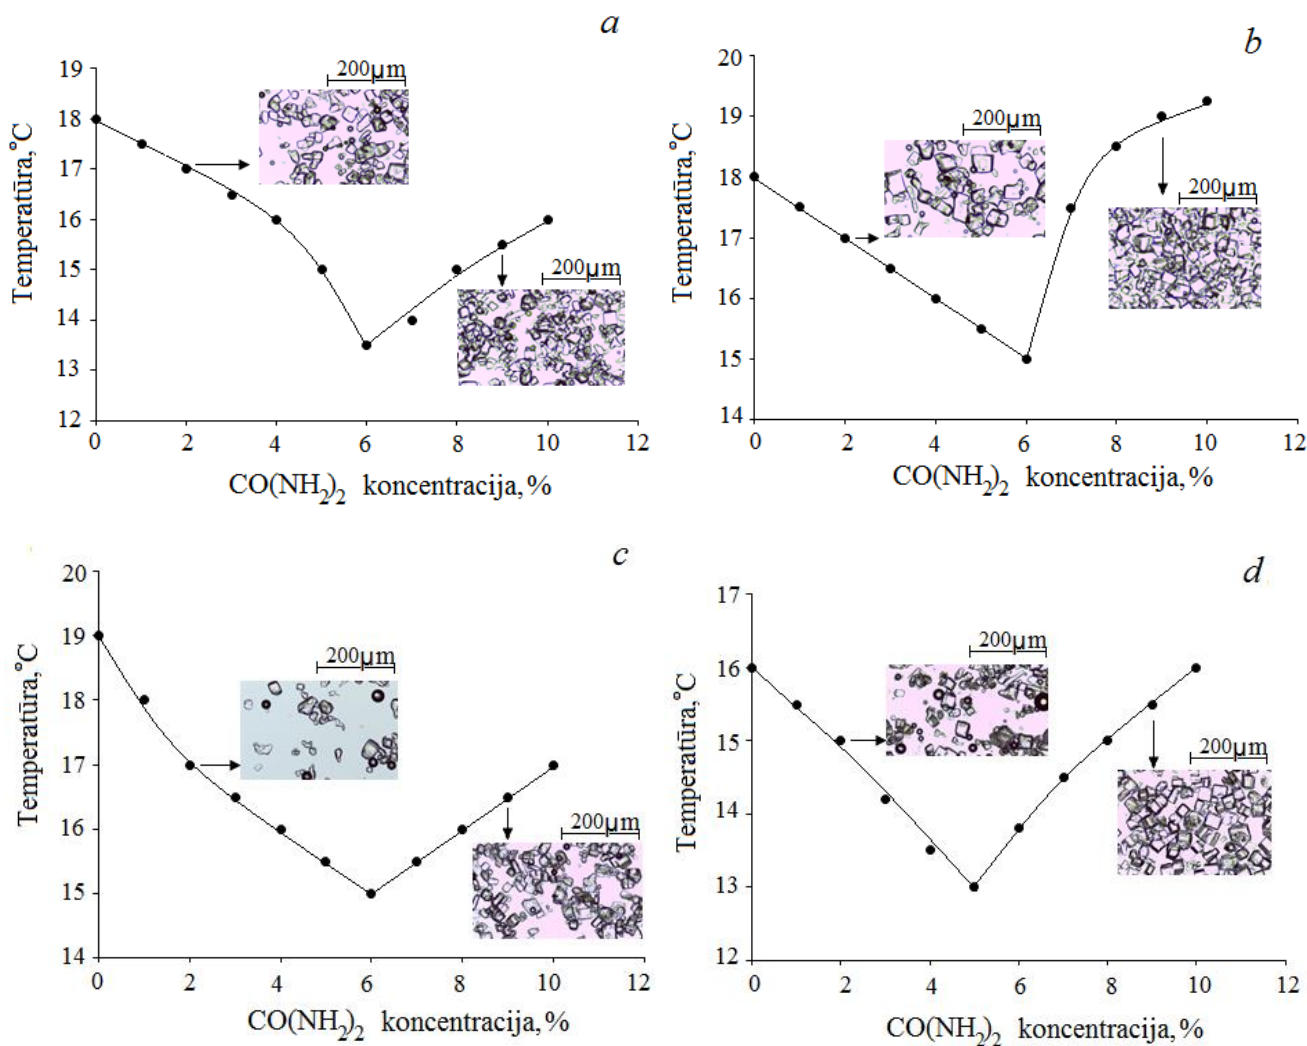 a
200µm
19
18
17
16
15
14
13
12
Temperatūra,°C
200µm
0 2 4 6 8 10 12
CO(NH2)2 koncentracija, %
b
200µm
20
19
18
17
16
15
14
Temperatūra,°C
200µm
0 2 4 6 8 10 12
CO(NH2)2 koncentracija, %
c
200µm
20
19
18
17
16
15
14
Temperatūra,°C
200µm
0 2 4 6 8 10 12
CO(NH2)2 koncentracija, %
d
200µm
17
16
15
14
13
12
Temperatūra,°C
200µm
0 2 4 6 8 10 12
CO(NH2)2 koncentracija, %